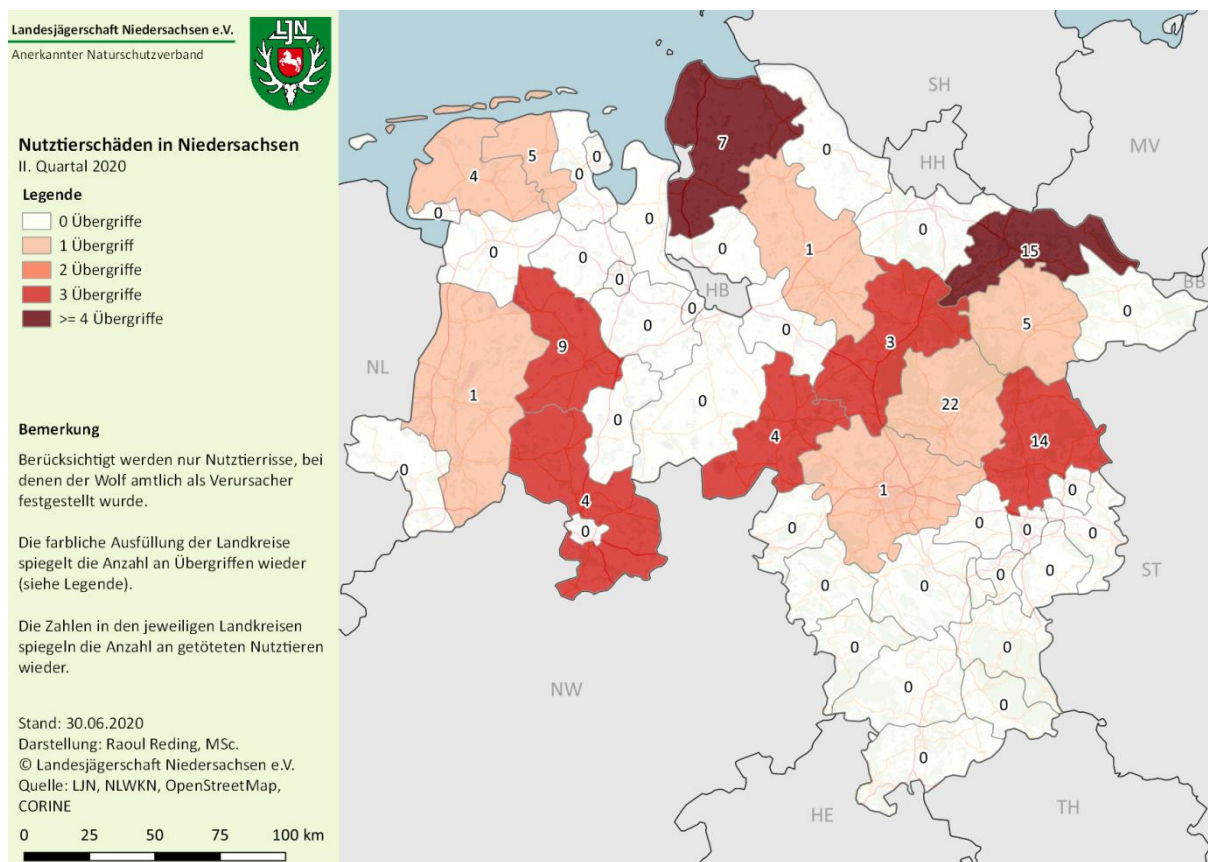 Landesjägerschaft Niedersachsen e.V.
Anerkannter Naturschutzverband
LJN
Nutztierschäden in Niedersachsen
II. Quartal 2020
Legende
0 Übergriffe
1 Übergriff
2 Übergriffe
3 Übergriffe
>= 4 Übergriffe
Bemerkung
Berücksichtigt werden nur Nutztierrisse, bei
denen der Wolf amtlich als Verursacher
festgestellt wurde.
Die farbliche Ausfüllung der Landkreise
spiegelt die Anzahl an Übergriffen wieder
(siehe Legende).
Die Zahlen in den jeweiligen Landkreisen
spiegeln die Anzahl an getöteten Nutztieren
wieder.
Stand: 30.06.2020
Darstellung: Raoul Reding, MSc.
© Landesjägerschaft Niedersachsen e.V.
Quelle: LJN, NLWKN, OpenStreetMap,
CORINE
0 25 50 75 100 km
SH
MV
7
0
HH
5
0
4
0
0
0
0
0
1
0
15
0
0
0
HB
BB
0
0
0
5
0
9
0
3
NL
1
0
22
0
4
14
0
4
1
0
0
0
0
0
0
0
0
0
0
ST
0
0
NW
0
0
0
HE
TH